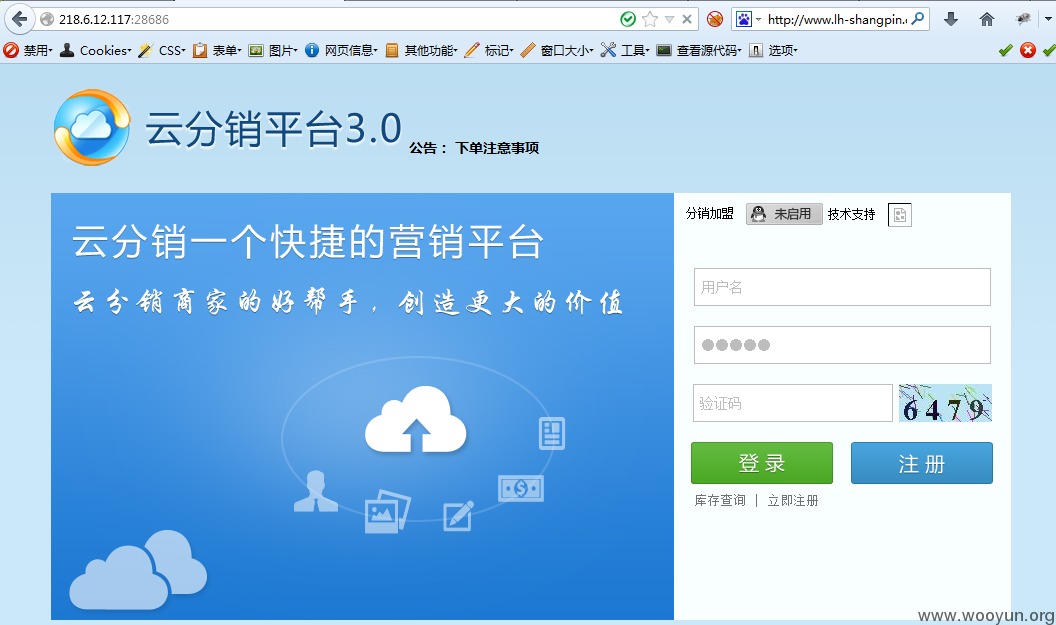 218.6.12.117:28686
http://www.lh-shangpin.
禁用 Cookies CSS 表单 图片 网页信息 其他功能 标记 窗口大小 工具 查看源代码 选项
云分销平台3.0
公告： 下单注意事项
云分销一个快捷的营销平台
云分销商家的好帮手，创造更大的价值
分销加盟 未启用 技术支持
用户名
验证码 6479
登录 注册
库存查询 | 立即注册
www.wooyun.org